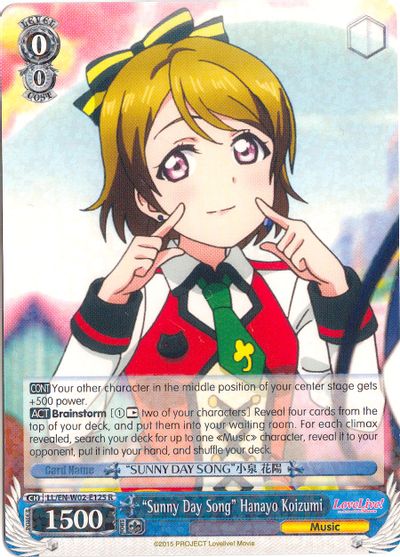 LEVEL
0
0
COST
CONT Your other character in the middle position of your center stage gets
+500 power.
ACT Brainstorm [① two of your characters] Reveal four cards from the
top of your deck, and put them into your waiting room. For each climax
revealed, search your deck for up to one «Music» character, reveal it to your
opponent, put it into your hand, and shuffle your deck.
Card Name "SUNNY DAY SONG"小泉 花陽
LL/EN-W02-E125 R
1500
"Sunny Day Song" Hanayo Koizumi
LoveLive!
Music
©2015 PROJECT Lovelive! Movie